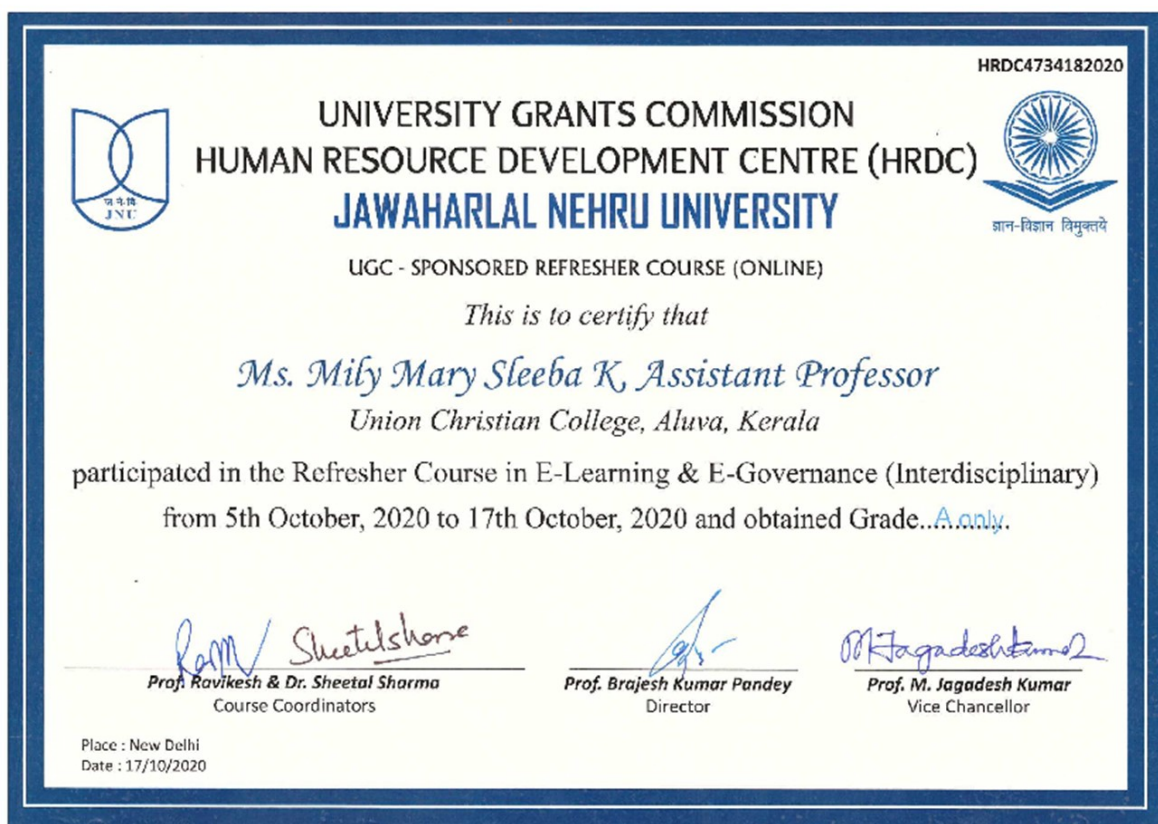 HRDC4734182020
UNIVERSITY GRANTS COMMISSION
HUMAN RESOURCE DEVELOPMENT CENTRE (HRDC)
JAWAHARLAL NEHRU UNIVERSITY
ज.ने.वि
JNU
ज्ञान-विज्ञान विमुक्तये
UGC - SPONSORED REFRESHER COURSE (ONLINE)
This is to certify that
Ms. Mily Mary Sleeba K, Assistant Professor
Union Christian College, Aluva, Kerala
participated in the Refresher Course in E-Learning & E-Governance (Interdisciplinary)
from 5th October, 2020 to 17th October, 2020 and obtained Grade..A only.
M Jagadesh Kumar
Prof. Ravikesh & Dr. Sheetal Sharma
Course Coordinators
Prof. Brajesh Kumar Pandey
Director
Prof. M. Jagadesh Kumar
Vice Chancellor
Place : New Delhi
Date : 17/10/2020